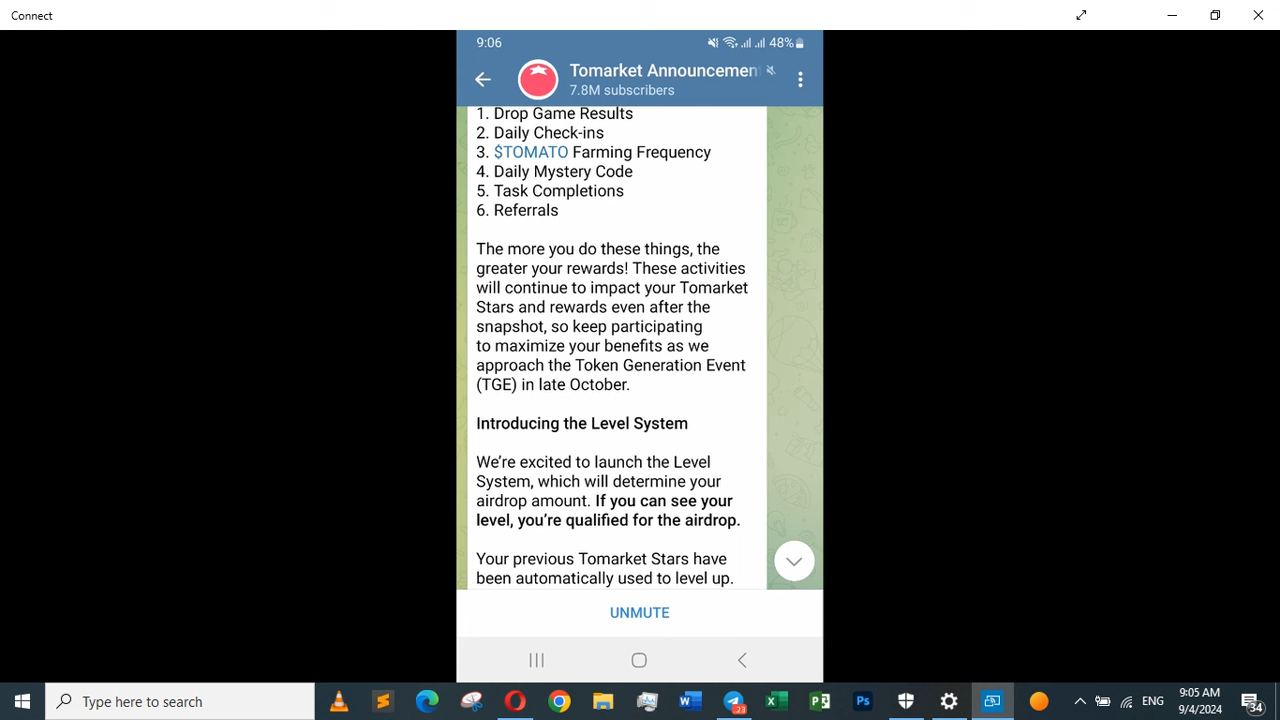 Connect
9:06
48%
Tomarket Announcemen
7.8M subscribers
1. Drop Game Results
2. Daily Check-ins
3. $TOMATO Farming Frequency
4. Daily Mystery Code
5. Task Completions
6. Referrals
The more you do these things, the
greater your rewards! These activities
will continue to impact your Tomarket
Stars and rewards even after the
snapshot, so keep participating
to maximize your benefits as we
approach the Token Generation Event
(TGE) in late October.
Introducing the Level System
We’re excited to launch the Level
System, which will determine your
airdrop amount. If you can see your
level, you’re qualified for the airdrop.
Your previous Tomarket Stars have
been automatically used to level up.
UNMUTE
Type here to search
23
Ps
ENG
9:05 AM
9/4/2024
34